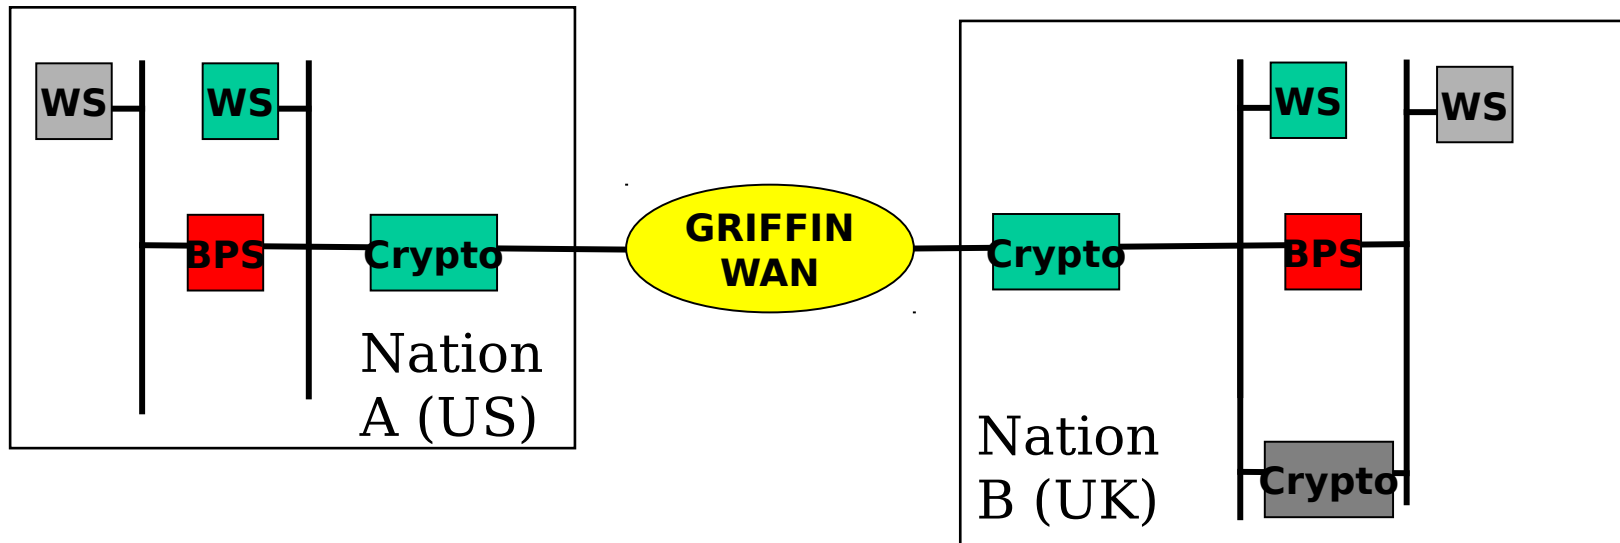 WS
WS
BPS
Crypto
Nation
A (US)
GRIFFIN
WAN
WS
WS
Crypto
BPS
Nation
B (UK)
Crypto